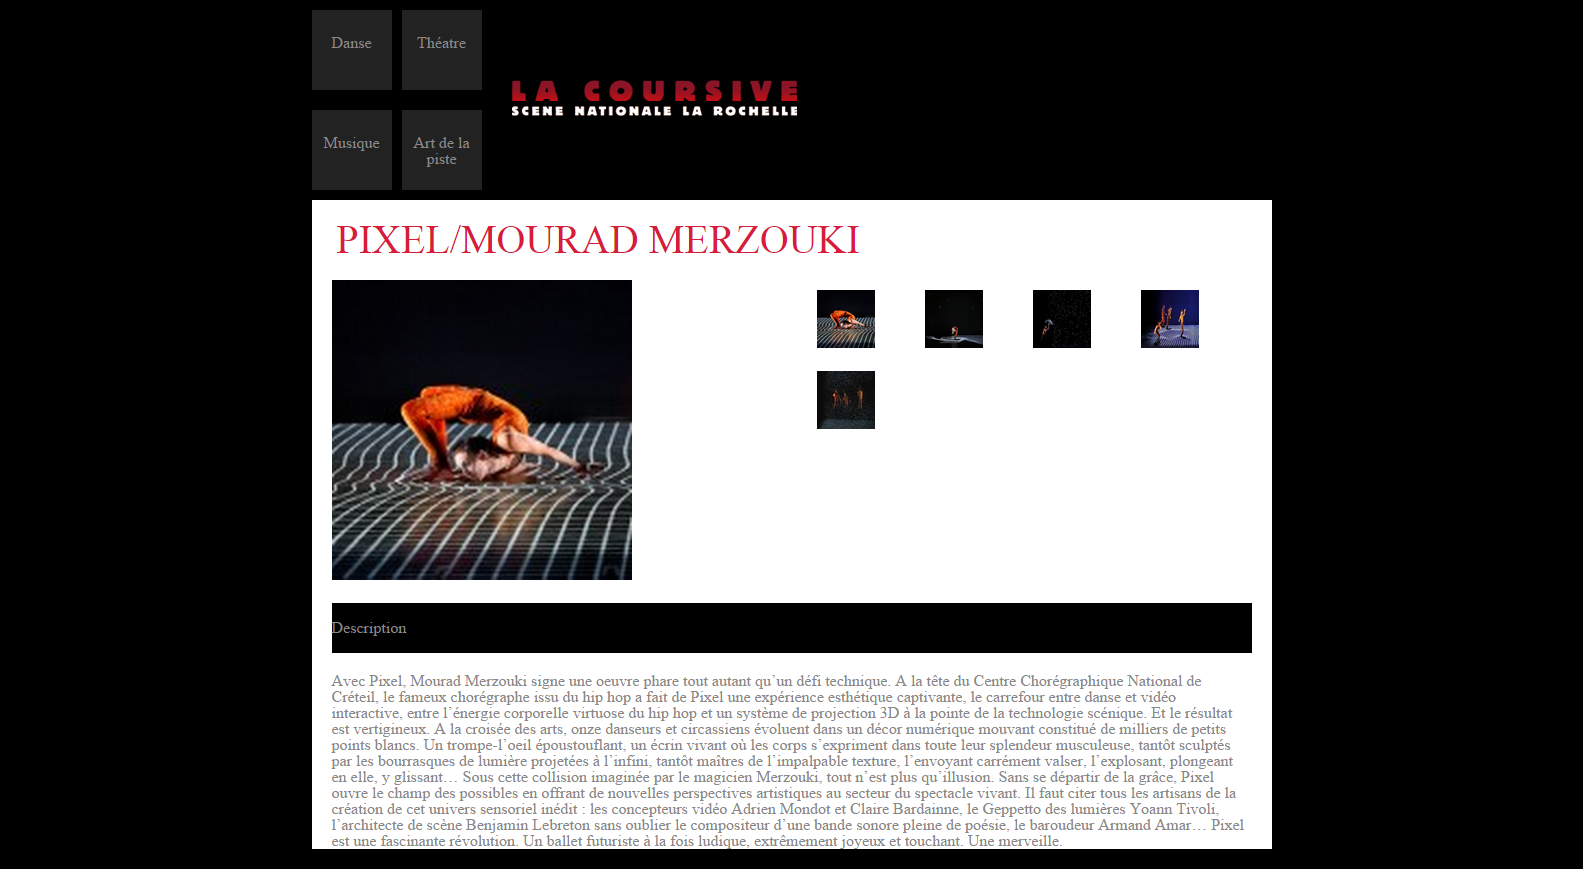 Danse
Théatre
LA COURSIVE
SCENE NATIONALE LA ROCHELLE
Musique
Art de la
piste
PIXEL/MOURAD MERZOUKI
Description
Avec Pixel, Mourad Merzouki signe une oeuvre phare tout autant qu’un défi technique. A la tête du Centre Chorégraphique National de
Créteil, le fameux chorégraphe issu du hip hop a fait de Pixel une expérience esthétique captivante, le carrefour entre danse et vidéo
interactive, entre l’énergie corporelle virtuose du hip hop et un système de projection 3D à la pointe de la technologie scénique. Et le résultat
est vertigineux. A la croisée des arts, onze danseurs et circassiens évoluent dans un décor numérique mouvant constitué de milliers de petits
points blancs. Un trompe-l’oeil époustouflant, un écrin vivant où les corps s’expriment dans toute leur splendeur musculeuse, tantôt sculptés
par les bourrasques de lumière projetées à l’infini, tantôt maîtres de l’impalpable texture, l’envoyant carrément valser, l’explosant, plongeant
en elle, y glissant… Sous cette collision imaginée par le magicien Merzouki, tout n’est plus qu’illusion. Sans se départir de la grâce, Pixel
ouvre le champ des possibles en offrant de nouvelles perspectives artistiques au secteur du spectacle vivant. Il faut citer tous les artisans de la
création de cet univers sensoriel inédit : les concepteurs vidéo Adrien Mondot et Claire Bardainne, le Geppetto des lumières Yoann Tivoli,
l’architecte de scène Benjamin Lebreton sans oublier le compositeur d’une bande sonore pleine de poésie, le baroudeur Armand Amar… Pixel
est une fascinante révolution. Un ballet futuriste à la fois ludique, extrêmement joyeux et touchant. Une merveille.